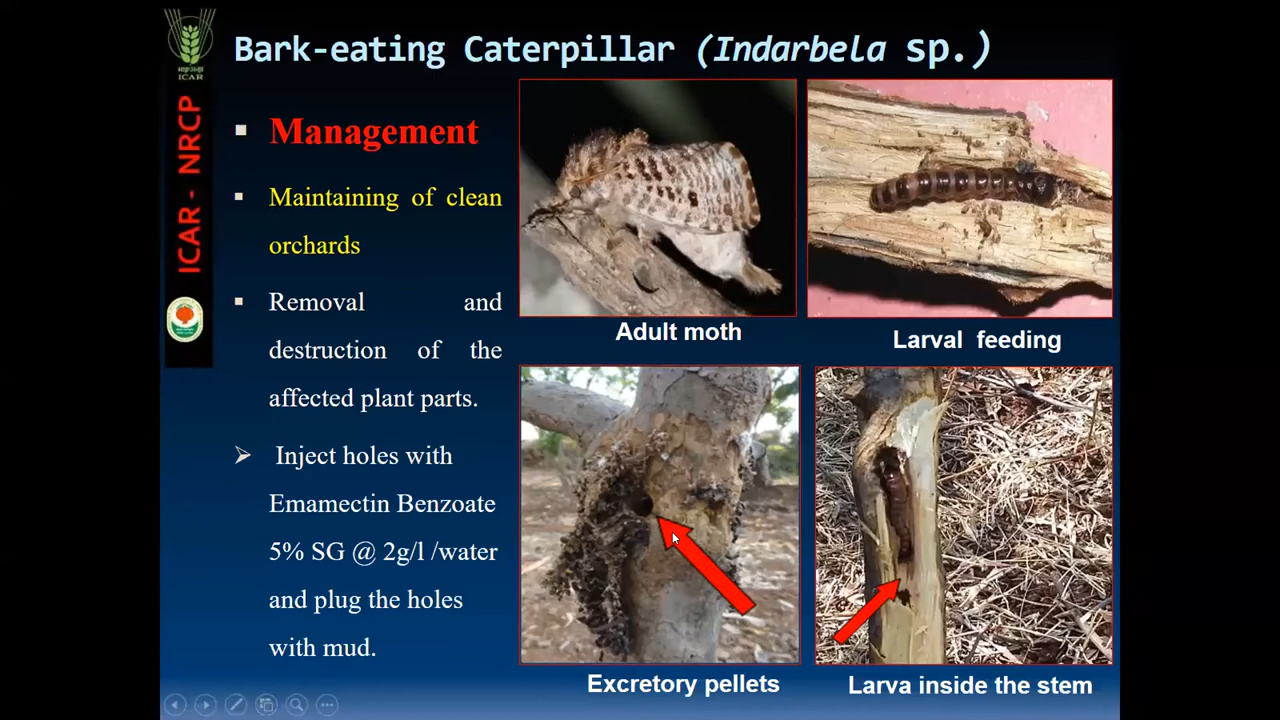 Bark-eating Caterpillar (Indarbela sp.)
ICAR
ICAR - NRCP
Management
Maintaining of clean
orchards
Removal and
destruction of the
affected plant parts.
Inject holes with
Emamectin Benzoate
5% SG @ 2g/l /water
and plug the holes
with mud.
Adult moth
Larval feeding
Excretory pellets
Larva inside the stem